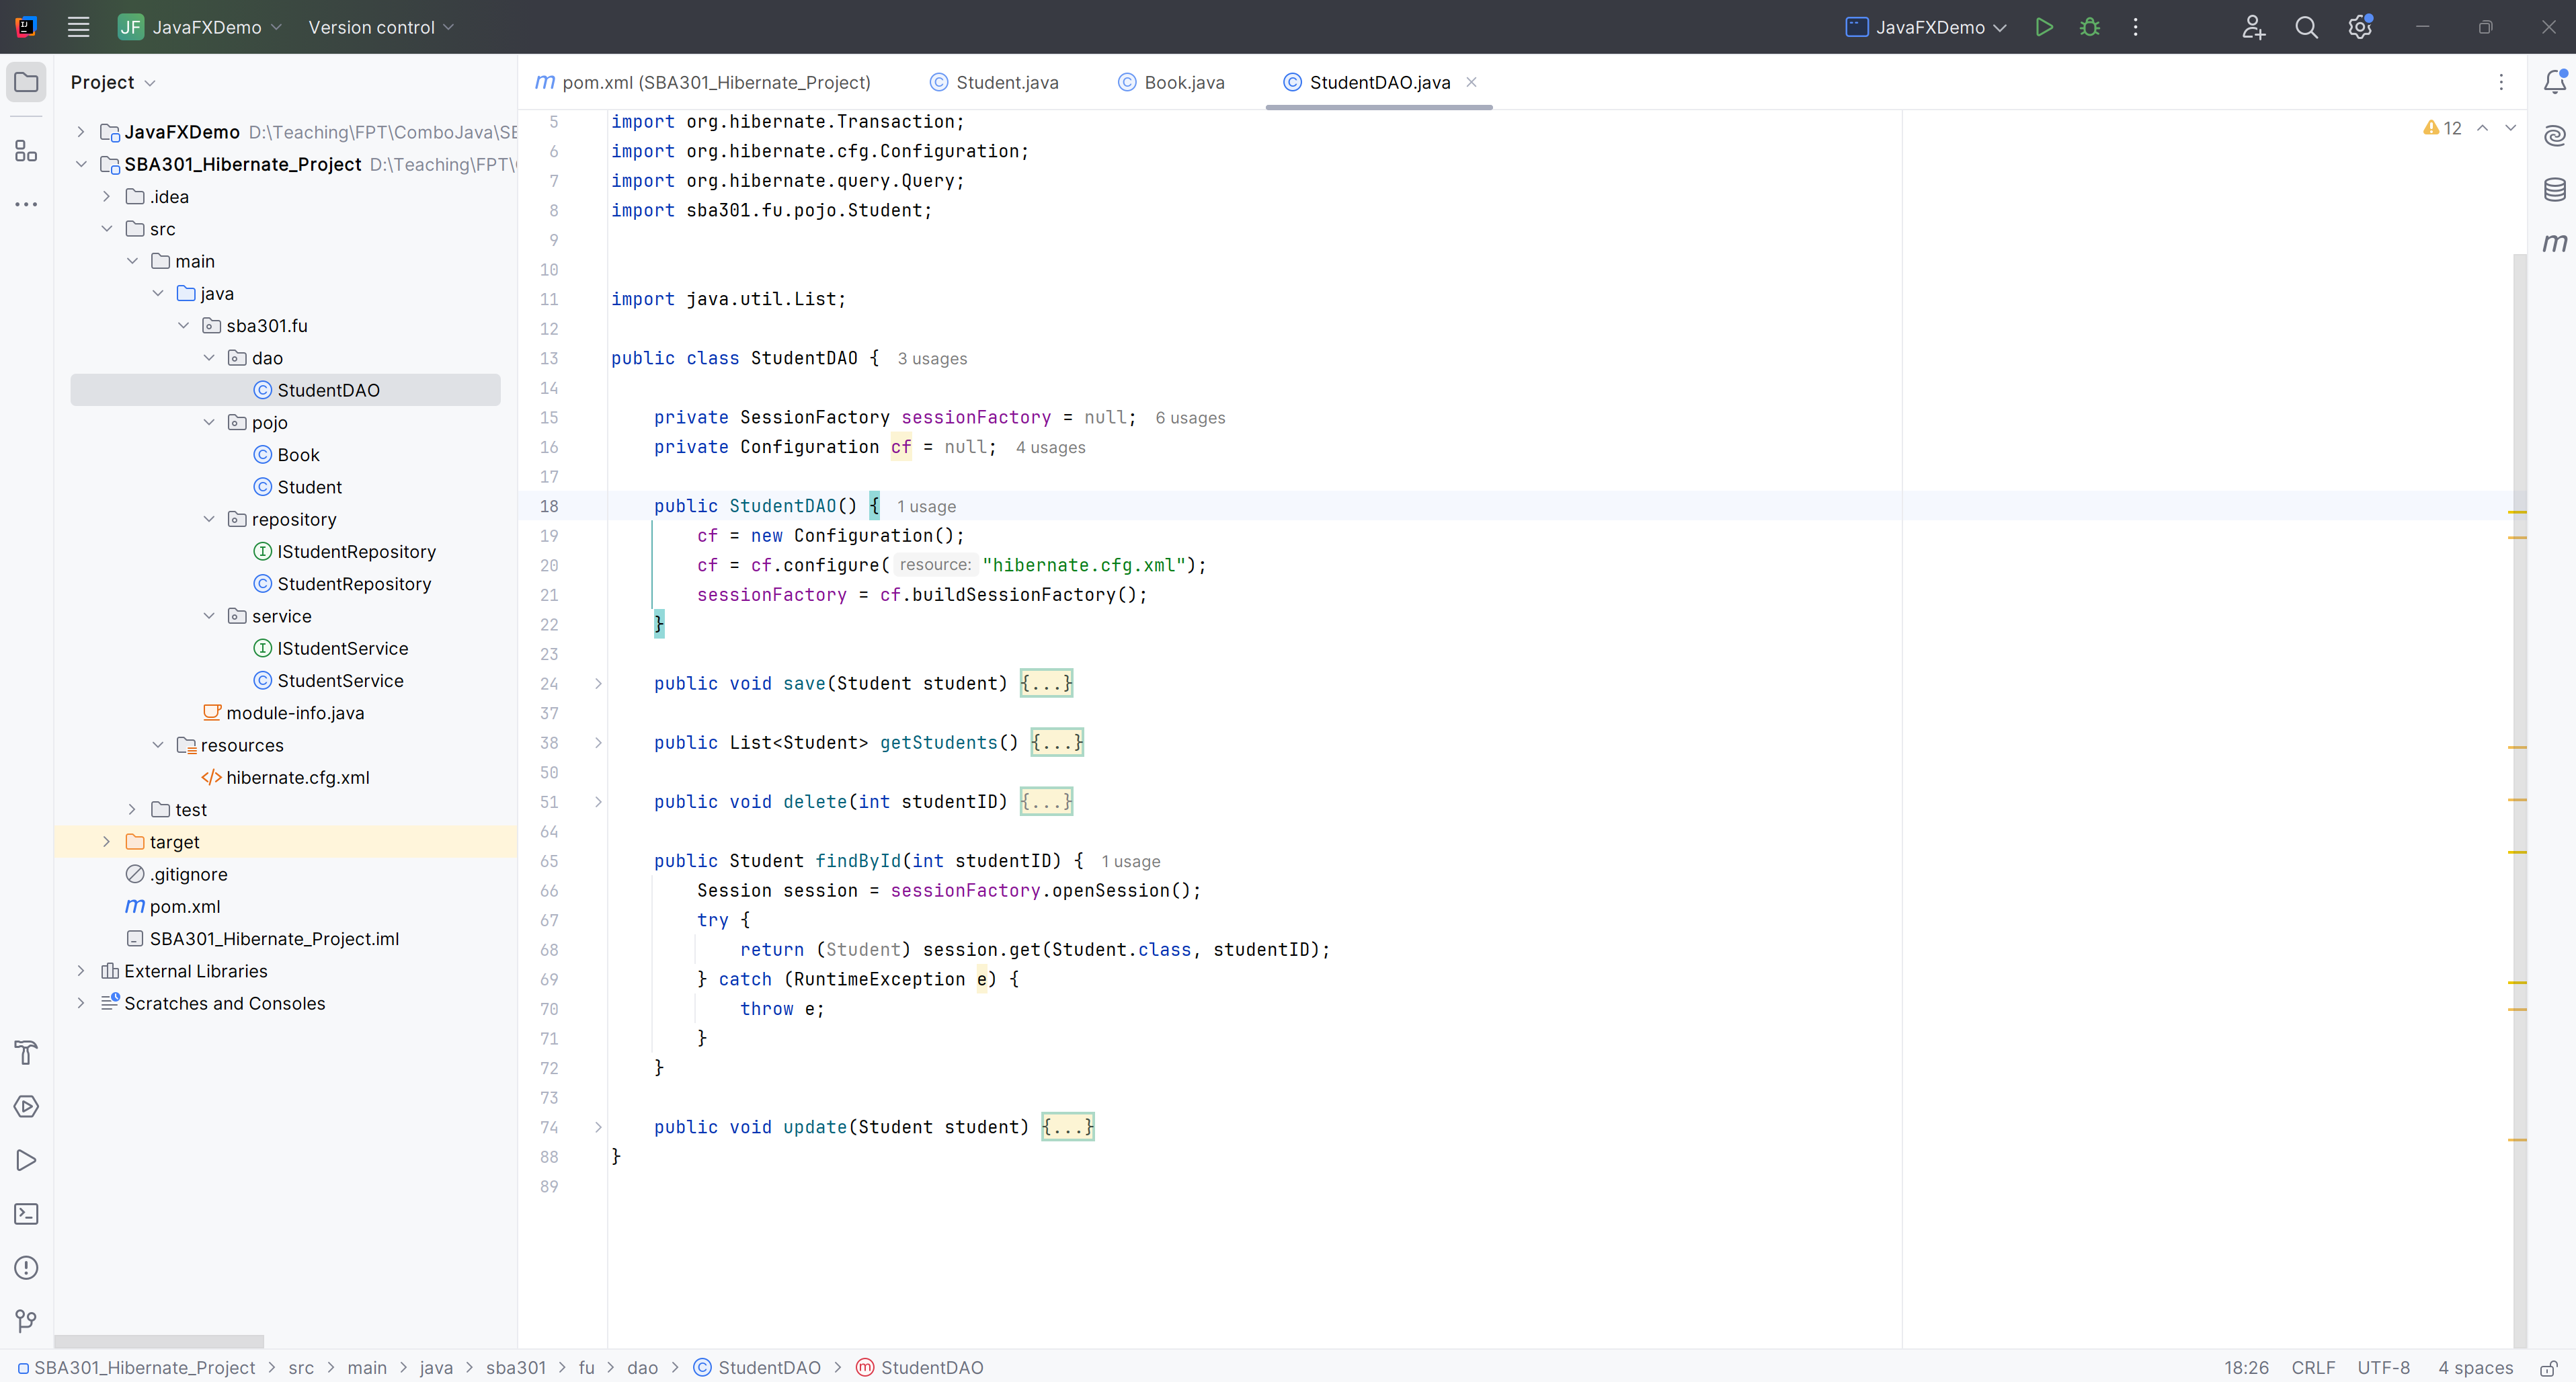 JF JavaFXDemo Version control JavaFXDemo
Project
JavaFXDemo D:\Teaching\FPT\ComboJava\SE
SBA301_Hibernate_Project D:\Teaching\FPT\
.idea
src
main
java
sba301.fu
dao
StudentDAO
pojo
Book
Student
repository
IStudentRepository
StudentRepository
service
IStudentService
StudentService
module-info.java
resources
hibernate.cfg.xml
test
target
.gitignore
pom.xml
SBA301_Hibernate_Project.iml
External Libraries
Scratches and Consoles
pom.xml (SBA301_Hibernate_Project) Student.java Book.java StudentDAO.java
12
5 import org.hibernate.Transaction;
6 import org.hibernate.cfg.Configuration;
7 import org.hibernate.query.Query;
8 import sba301.fu.pojo.Student;
9
10
11 import java.util.List;
12
13 public class StudentDAO { 3 usages
14
15 private SessionFactory sessionFactory = null; 6 usages
16 private Configuration cf = null; 4 usages
17
18 public StudentDAO() { 1 usage
19 cf = new Configuration();
20 cf = cf.configure( resource: "hibernate.cfg.xml");
21 sessionFactory = cf.buildSessionFactory();
22 }
23
24 public void save(Student student) {...}
37
38 public List<Student> getStudents() {...}
50
51 public void delete(int studentID) {...}
64
65 public Student findById(int studentID) { 1 usage
66 Session session = sessionFactory.openSession();
67 try {
68 return (Student) session.get(Student.class, studentID);
69 } catch (RuntimeException e) {
70 throw e;
71 }
72 }
73
74 public void update(Student student) {...}
88 }
89
SBA301_Hibernate_Project > src > main > java > sba301 > fu > dao > StudentDAO > StudentDAO 18:26 CRLF UTF-8 4 spaces